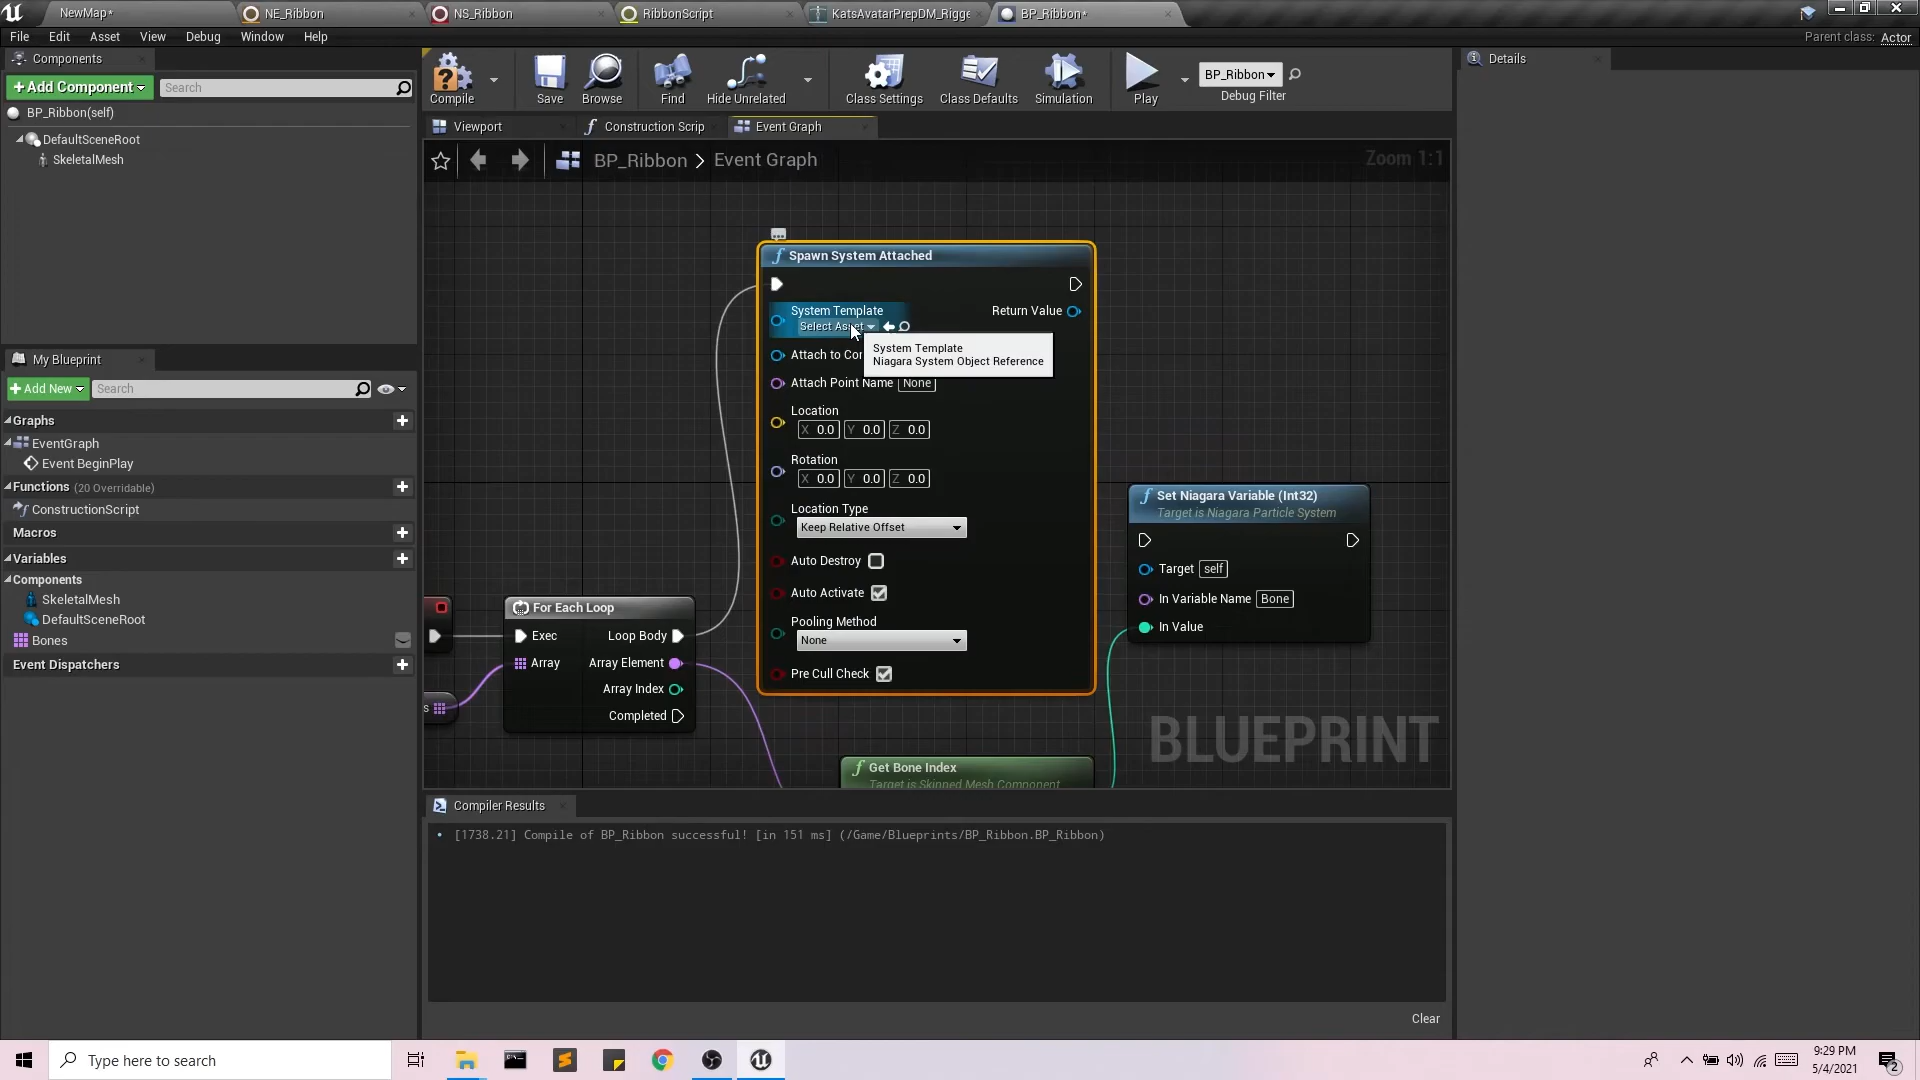 NewMap*
NE_Ribbon
NS_Ribbon
RibbonScript
KatsAvatarPrepDM_Rigge
BP_Ribbon*
File Edit Asset View Debug Window Help
Parent class: Actor
Components
+Add Component
Search
BP_Ribbon(self)
DefaultSceneRoot
SkeletalMesh
My Blueprint
+Add New
Search
Graphs
EventGraph
Event BeginPlay
Functions (20 Overridable)
ConstructionScript
Macros
Variables
Components
SkeletalMesh
DefaultSceneRoot
Bones
Event Dispatchers
Compile
Save
Browse
Find
Hide Unrelated
Class Settings
Class Defaults
Simulation
Play
BP_Ribbon
Debug Filter
Details
Viewport
Construction Scrip
Event Graph
BP_Ribbon > Event Graph
Zoom 1:1
Spawn System Attached
System Template
Select Asset
Return Value
System Template
Niagara System Object Reference
Attach to Co
Attach Point Name None
Location
X 0.0 Y 0.0 Z 0.0
Rotation
X 0.0 Y 0.0 Z 0.0
Location Type
Keep Relative Offset
Auto Destroy
Auto Activate
Pooling Method
None
Pre Cull Check
For Each Loop
Exec Loop Body
Array Array Element
Array Index
Completed
s
Set Niagara Variable (Int32)
Target is Niagara Particle System
Target self
In Variable Name Bone
In Value
Get Bone Index
Target is Skinned Mesh Component
BLUEPRINT
Compiler Results
• [1738.21] Compile of BP_Ribbon successful! [in 151 ms] (/Game/Blueprints/BP_Ribbon.BP_Ribbon)
Clear
Type here to search
9:29 PM
5/4/2021
2